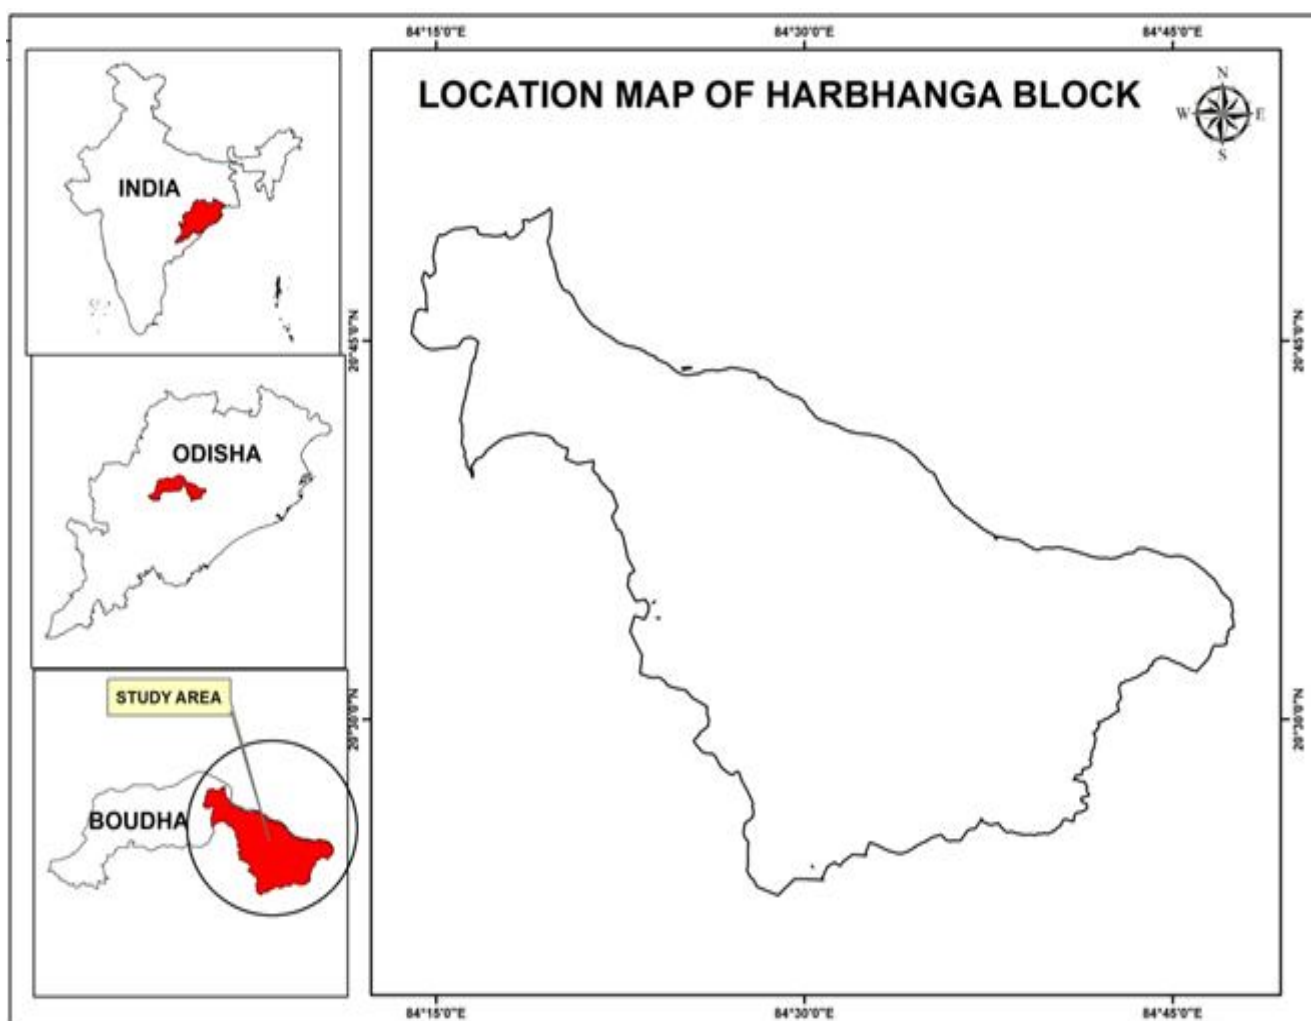 84°15'0"E 84°30'0"E 84°45'0"E
LOCATION MAP OF HARBHANGA BLOCK
N
W E
S
INDIA
20°45'0"N 20°45'0"N
ODISHA
STUDY AREA
20°30'0"N 20°30'0"N
BOUDHA
84°15'0"E 84°30'0"E 84°45'0"E